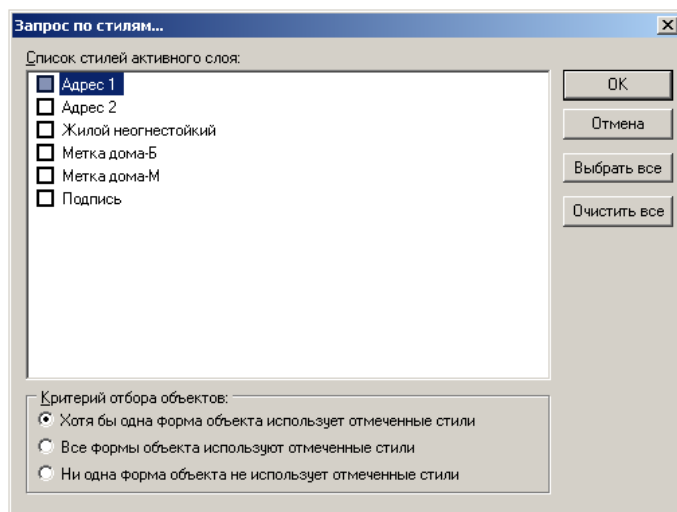 Запрос по стилям...
Список стилей активного слоя:
Адрес 1
Адрес 2
Жилой неогнестойкий
Метка дома-Б
Метка дома-М
Подпись
OK
Отмена
Выбрать все
Очистить все
Критерий отбора объектов:
Хотя бы одна форма объекта использует отмеченные стили
Все формы объекта используют отмеченные стили
Ни одна форма объекта не использует отмеченные стили